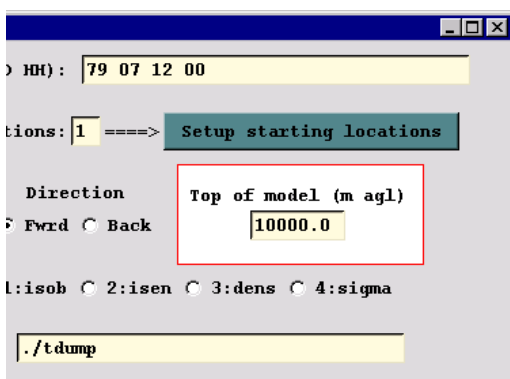 HH): 79 07 12 00
tions: 1 ====> Setup starting locations
Direction
Top of model (m agl)
Fwrd Back
10000.0
1:isob 2:isen 3:dens 4:sigma
./tdump